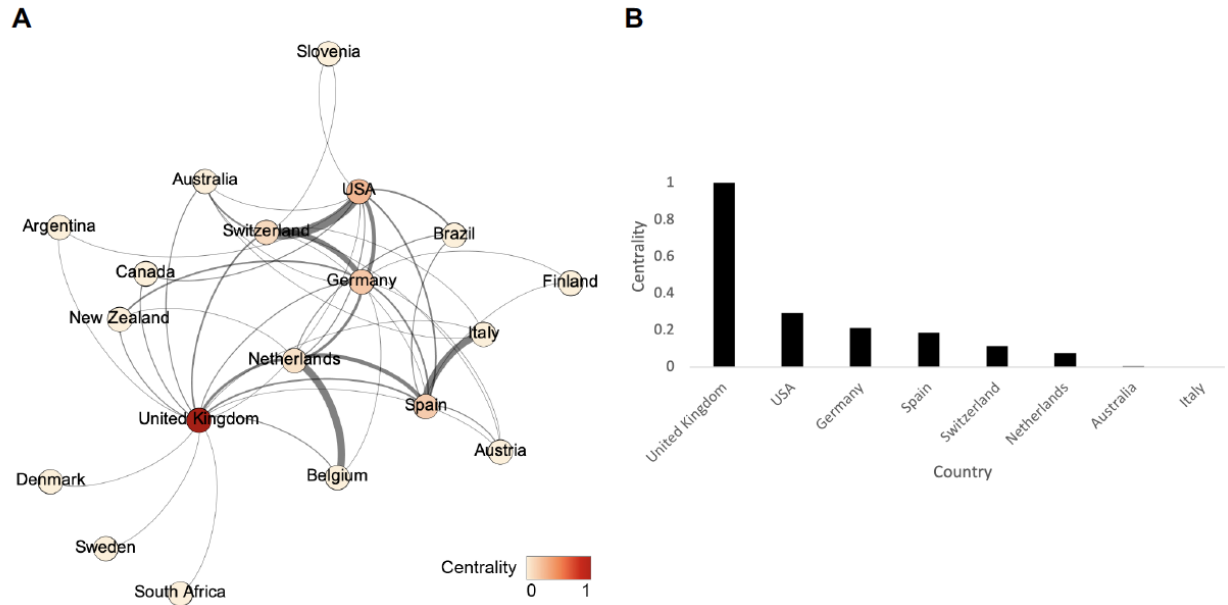 A
Slovenia
Australia
USA
Argentina
Switzerland
Brazil
Canada
Germany
Finland
New Zealand
Italy
Netherlands
Spain
United Kingdom
Austria
Belgium
Denmark
Sweden
South Africa
Centrality
0 1
B
Centrality
1
0.8
0.6
0.4
0.2
0
United Kingdom
USA
Germany
Spain
Switzerland
Netherlands
Australia
Italy
Country